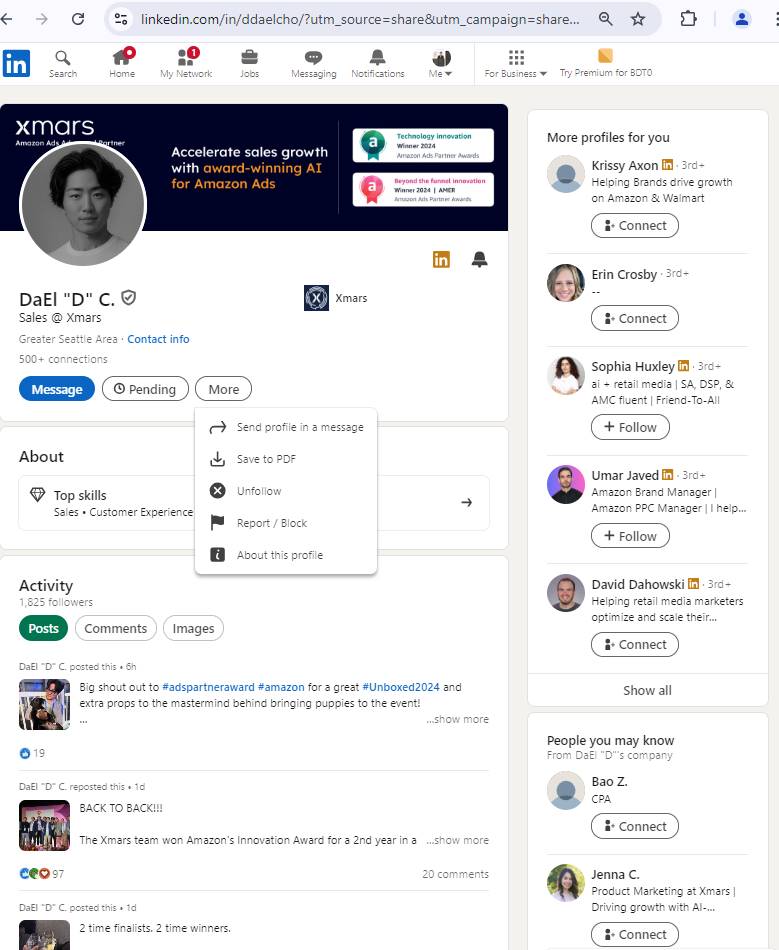 linkedin.com/in/ddaelcho/?utm_source=share&utm_campaign=share...
in
Search
Home
1
My Network
Jobs
Messaging
Notifications
Me
For Business
Try Premium for BDT0
xmars
Amazon Ads Advanced Partner
Accelerate sales growth
with award-winning AI
for Amazon Ads
a
Technology innovation
Winner 2024
Amazon Ads Partner Awards
a
Beyond the funnel innovation
Winner 2024 | AMER
Amazon Ads Partner Awards
in
DaEl "D" C.
Sales @ Xmars
Greater Seattle Area · Contact info
500+ connections
X
Xmars
Message
Pending
More
Send profile in a message
Save to PDF
Unfollow
Report / Block
About this profile
About
Top skills
Sales • Customer Experience
Activity
1,825 followers
Posts
Comments
Images
DaEl "D" C. posted this • 6h
Big shout out to #adspartneraward #amazon for a great #Unboxed2024 and
extra props to the mastermind behind bringing puppies to the event!
...
...show more
19
DaEl "D" C. reposted this • 1d
BACK TO BACK!!!
The Xmars team won Amazon's Innovation Award for a 2nd year in a ...show more
97
20 comments
DaEl "D" C. posted this • 1d
2 time finalists. 2 time winners.
More profiles for you
Krissy Axon in · 3rd+
Helping Brands drive growth
on Amazon & Walmart
Connect
Erin Crosby · 3rd+
--
Connect
Sophia Huxley in · 3rd+
ai + retail media | SA, DSP, &
AMC fluent | Friend-To-All
Follow
Umar Javed in · 3rd+
Amazon Brand Manager |
Amazon PPC Manager | I help...
Follow
David Dahowski in · 3rd+
Helping retail media marketers
optimize and scale their...
Connect
Show all
People you may know
From DaEl "D"'s company
Bao Z.
CPA
Connect
Jenna C.
Product Marketing at Xmars |
Driving growth with AI-...
Connect